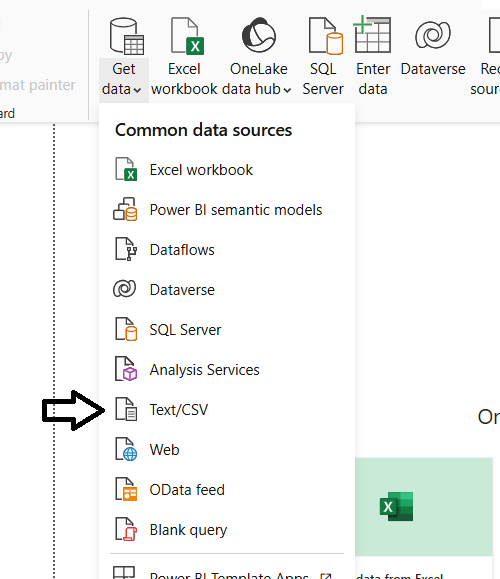 py
mat painter
ard
Get
data
Excel
workbook
OneLake
data hub
SQL
Server
Enter
data
Dataverse
Rec
sour
Common data sources
Excel workbook
Power BI semantic models
Dataflows
Dataverse
SQL Server
Analysis Services
Text/CSV
Web
OData feed
Blank query
Power BI Template Apps
On
data from Excel